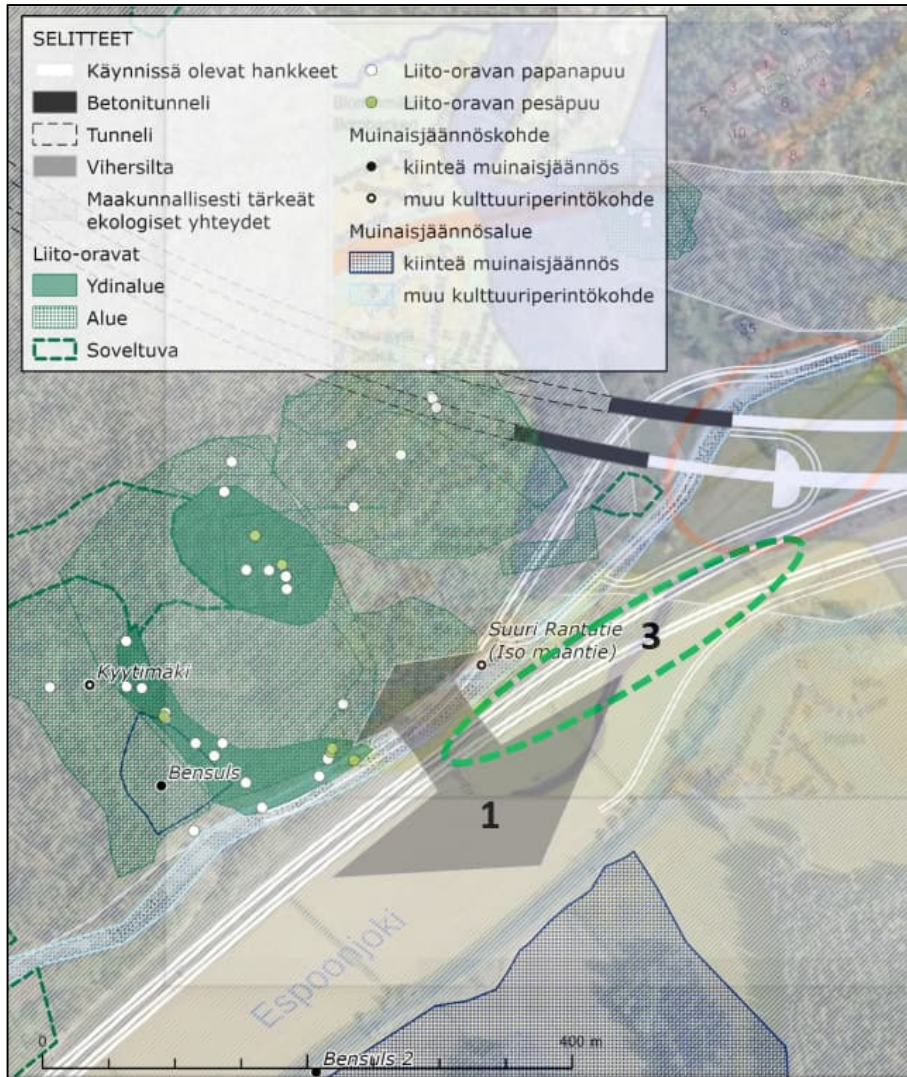 SELITTEET
Käynnissä olevat hankkeet
Betonitunneli
Tunneli
Vihersilta
Maakunnallisesti tärkeät
ekologiset yhteydet
Liito-oravat
Ydinalue
Alue
Soveltuva
Liito-oravan papanapuu
Liito-oravan pesäpuu
Muinaisjäännöskohde
kiinteä muinaisjäännös
muu kulttuuriperintökohde
Muinaisjäännösalue
kiinteä muinaisjäännös
muu kulttuuriperintökohde
Suuri Rantatie
(Iso maantie)
3
Kyytimäki
Bensuls
1
Espoonjoki
0
400 m
Bensuls 2